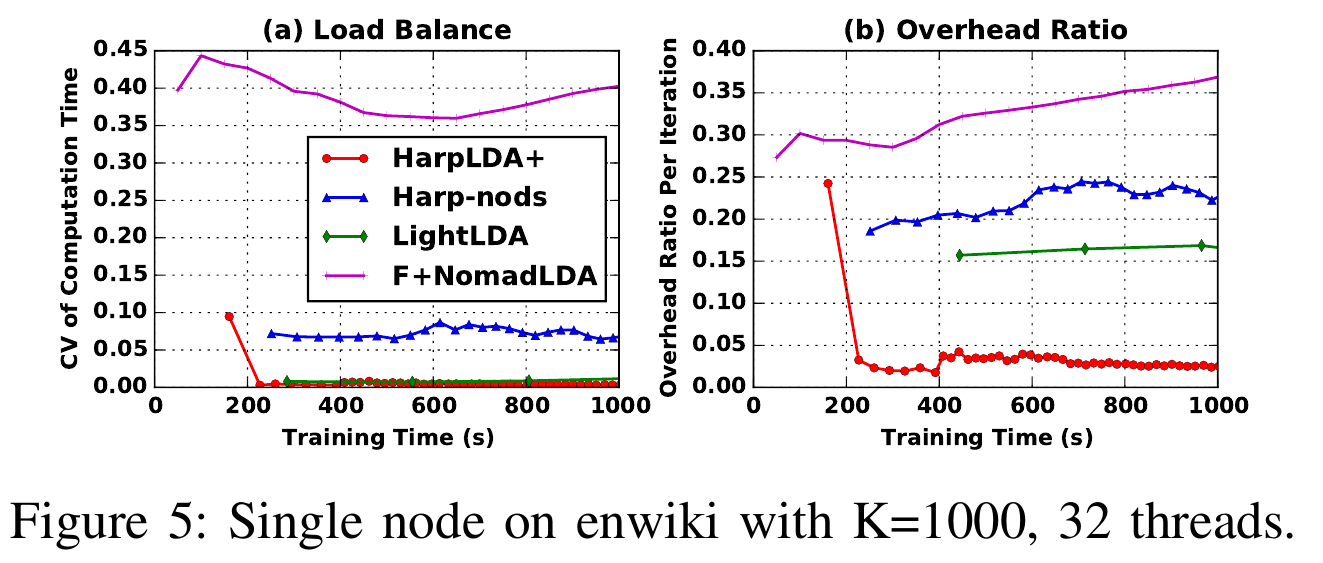 (a) Load Balance
CV of Computation Time
0.45
0.40
0.35
0.30
0.25
0.20
0.15
0.10
0.05
0.00
0 200 400 600 800 1000
Training Time (s)
HarpLDA+
Harp-nods
LightLDA
F+NomadLDA
(b) Overhead Ratio
Overhead Ratio Per Iteration
0.40
0.35
0.30
0.25
0.20
0.15
0.10
0.05
0.00
0 200 400 600 800 1000
Training Time (s)
Figure 5: Single node on enwiki with K=1000, 32 threads.